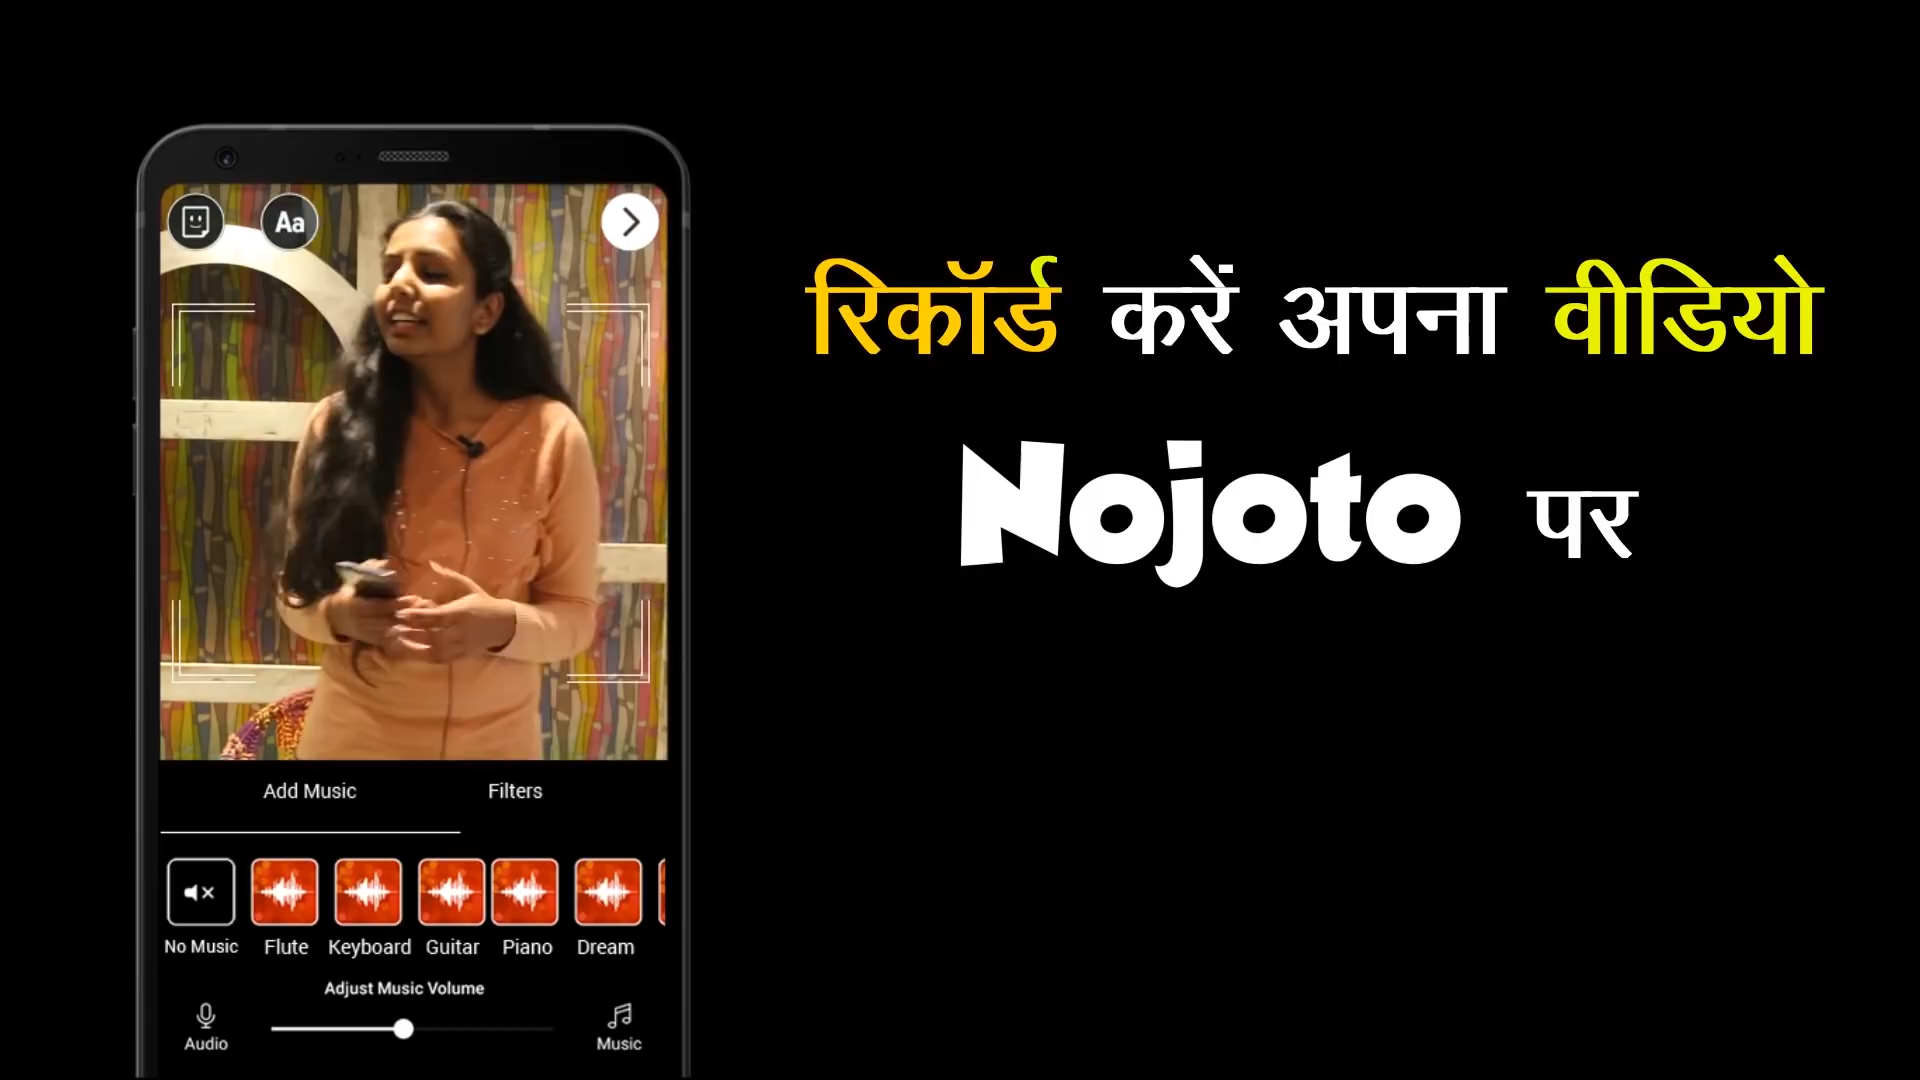 Aa
रिकॉर्ड करें अपना वीडियो
Nojoto पर
Add Music Filters
No Music Flute Keyboard Guitar Piano Dream
Adjust Music Volume
Audio Music